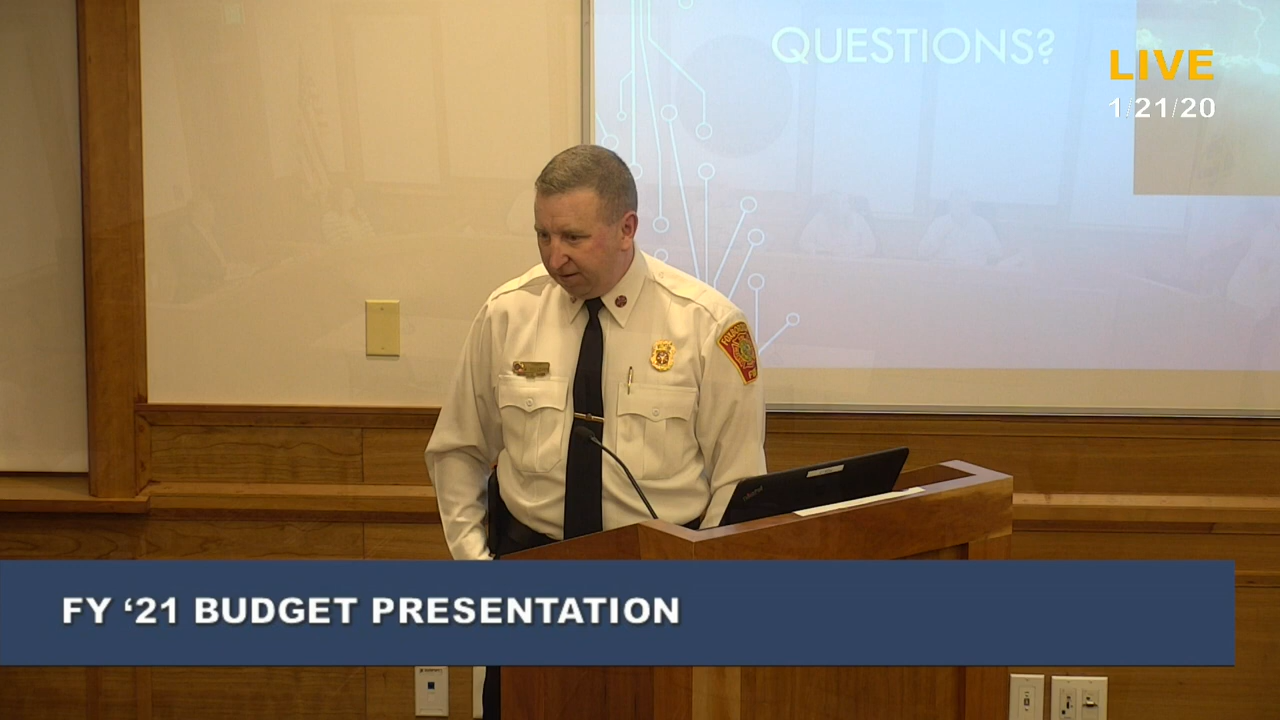 QUESTIONS?
LIVE
1/21/20
FY ‘21 BUDGET PRESENTATION